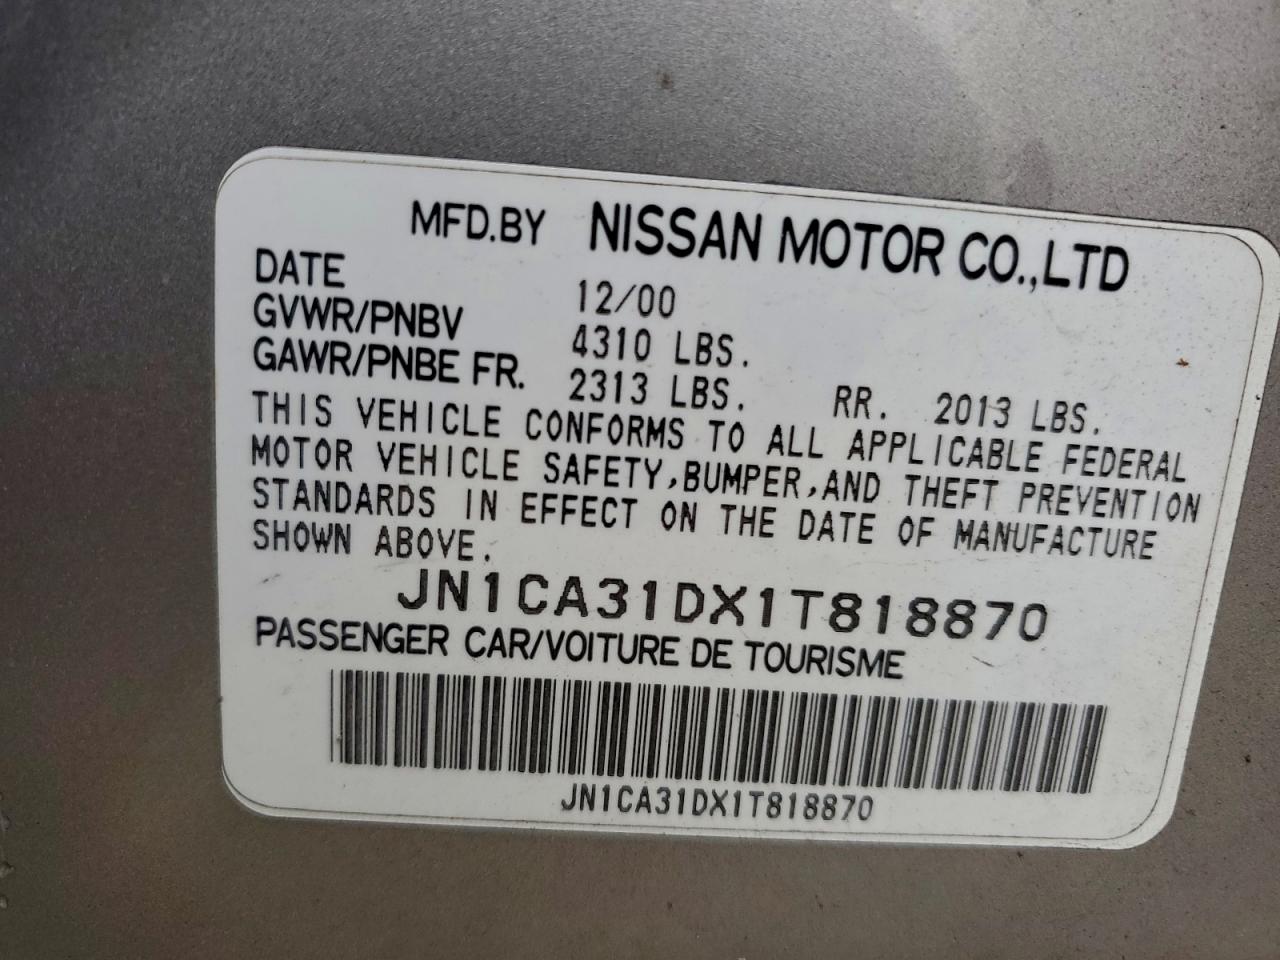 MFD.BY NISSAN MOTOR CO.,LTD
DATE 12/00
GVWR/PNBV 4310 LBS.
GAWR/PNBE FR. 2313 LBS. RR. 2013 LBS.
THIS VEHICLE CONFORMS TO ALL APPLICABLE FEDERAL
MOTOR VEHICLE SAFETY,BUMPER,AND THEFT PREVENTION
STANDARDS IN EFFECT ON THE DATE OF MANUFACTURE
SHOWN ABOVE.
JN1CA31DX1T818870
PASSENGER CAR/VOITURE DE TOURISME
JN1CA31DX1T818870